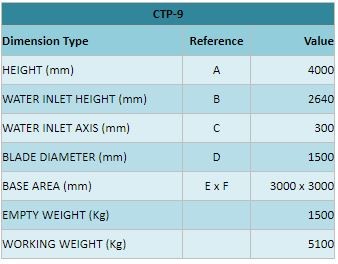 CTP-9
Dimension Type Reference Value
HEIGHT (mm) A 4000
WATER INLET HEIGHT (mm) B 2640
WATER INLET AXIS (mm) C 300
BLADE DIAMETER (mm) D 1500
BASE AREA (mm) E x F 3000 x 3000
EMPTY WEIGHT (Kg) 1500
WORKING WEIGHT (Kg) 5100